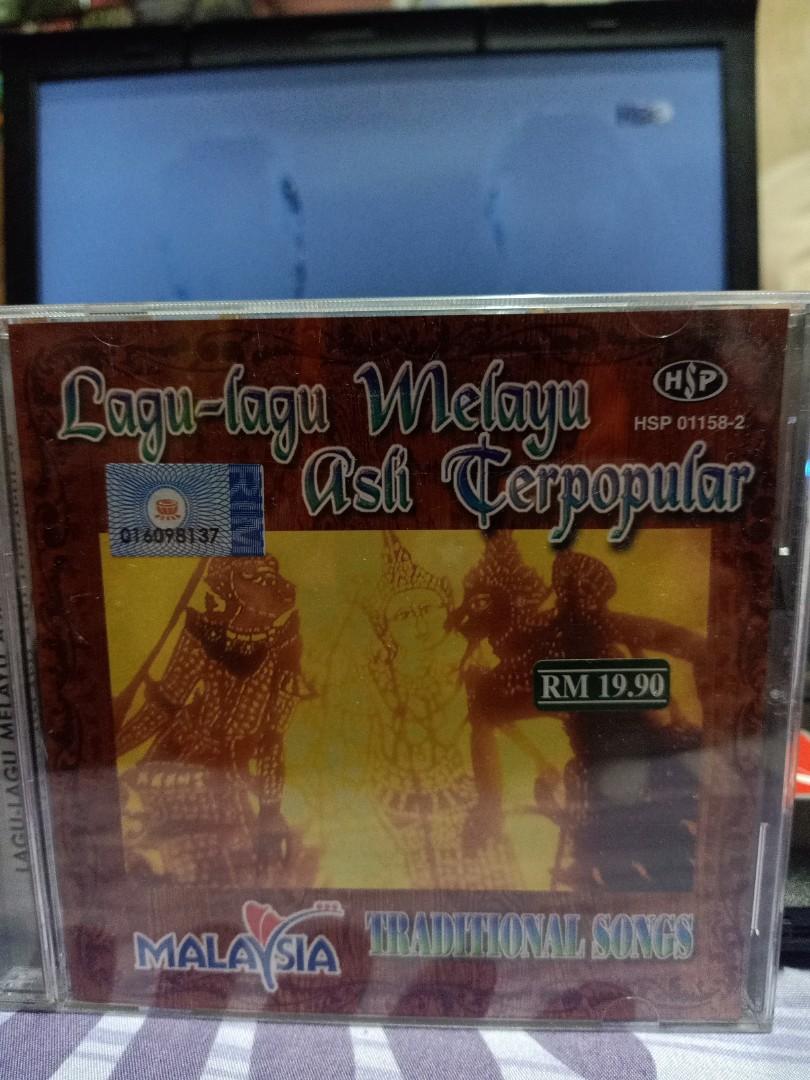 Lagu-lagu Melayu
Asli Terpopular
HSP
HSP 01158-2
RIM
016098137
RM 19.90
MALAYSIA
TRADITIONAL SONGS
LAGU-LAGU MELAYU